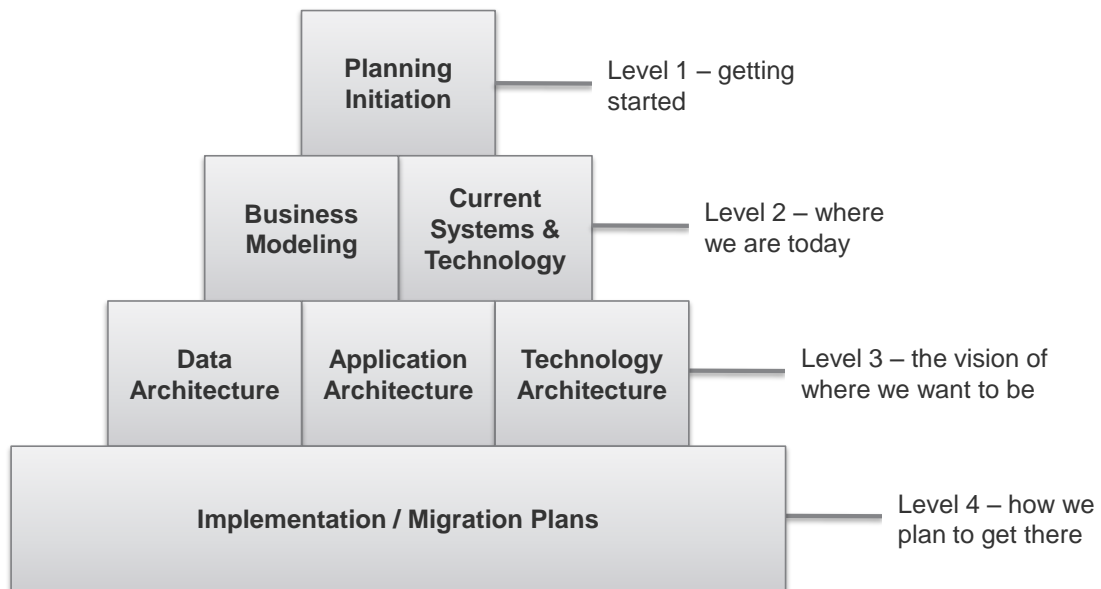 Planning
Initiation
Level 1 – getting
started
Business
Modeling
Current
Systems &
Technology
Level 2 – where
we are today
Data
Architecture
Application
Architecture
Technology
Architecture
Level 3 – the vision of
where we want to be
Implementation / Migration Plans
Level 4 – how we
plan to get there